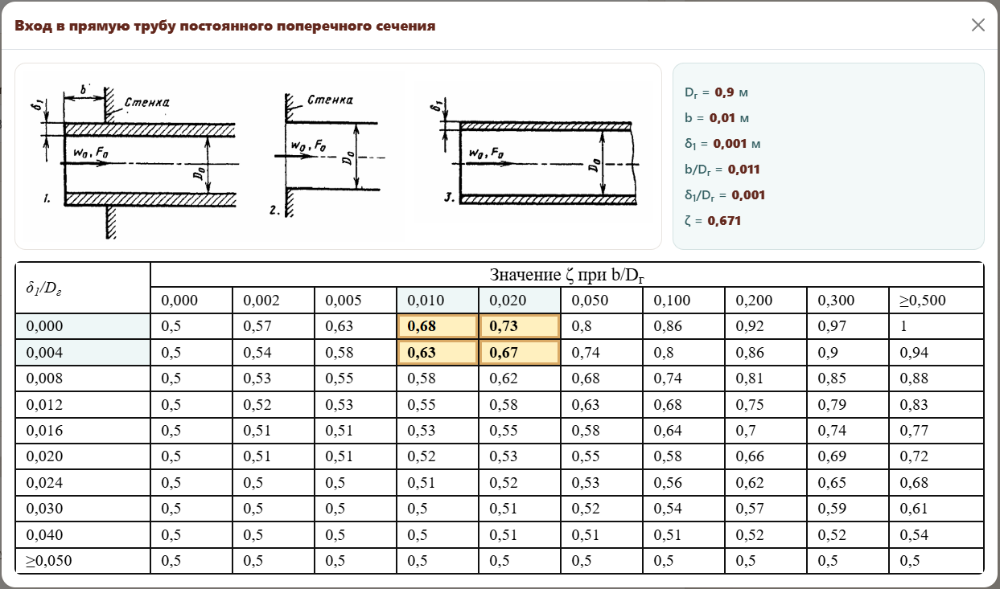 Вход в прямую трубу постоянного поперечного сечения
b
δ₁
Стенка
w₀, F₀
D₀
1.
Стенка
w₀, F₀
D₀
2.
δ₁
w₀, F₀
D₀
3.
Dг = 0,9 м
b = 0,01 м
δ₁ = 0,001 м
b/Dг = 0,011
δ₁/Dг = 0,001
ζ = 0,671
δ₁/Dг Значение ζ при b/Dг
0,000 0,002 0,005 0,010 0,020 0,050 0,100 0,200 0,300 ≥0,500
0,000 0,5 0,57 0,63 0,68 0,73 0,8 0,86 0,92 0,97 1
0,004 0,5 0,54 0,58 0,63 0,67 0,74 0,8 0,86 0,9 0,94
0,008 0,5 0,53 0,55 0,58 0,62 0,68 0,74 0,81 0,85 0,88
0,012 0,5 0,52 0,53 0,55 0,58 0,63 0,68 0,75 0,79 0,83
0,016 0,5 0,51 0,51 0,53 0,55 0,58 0,64 0,7 0,74 0,77
0,020 0,5 0,51 0,51 0,52 0,53 0,55 0,58 0,66 0,69 0,72
0,024 0,5 0,5 0,5 0,51 0,52 0,53 0,56 0,62 0,65 0,68
0,030 0,5 0,5 0,5 0,5 0,51 0,52 0,54 0,57 0,59 0,61
0,040 0,5 0,5 0,5 0,5 0,51 0,51 0,51 0,52 0,52 0,54
≥0,050 0,5 0,5 0,5 0,5 0,5 0,5 0,5 0,5 0,5 0,5